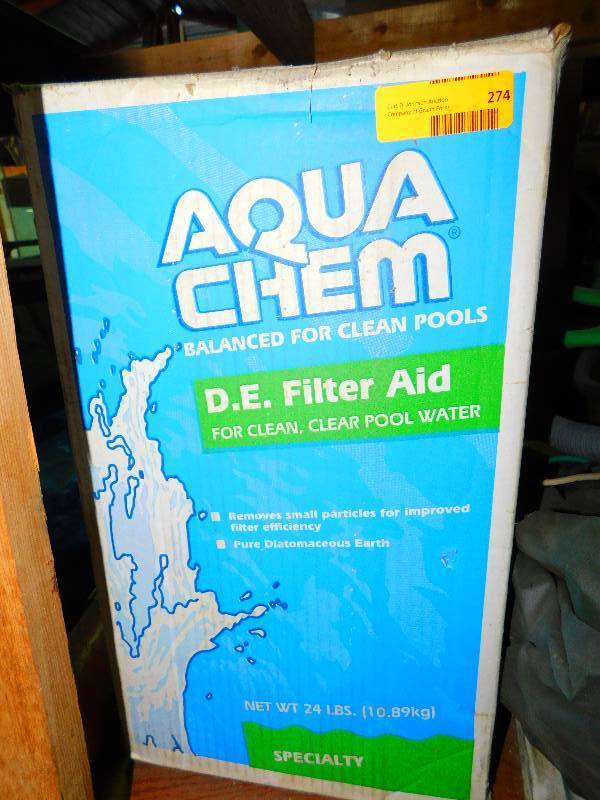 274
AQUA
CHEM®
BALANCED FOR CLEAN POOLS
D.E. Filter Aid
FOR CLEAN, CLEAR POOL WATER
Removes small particles for improved
filter efficiency
Pure Diatomaceous Earth
NET WT 24 LBS. (10.89kg)
SPECIALTY